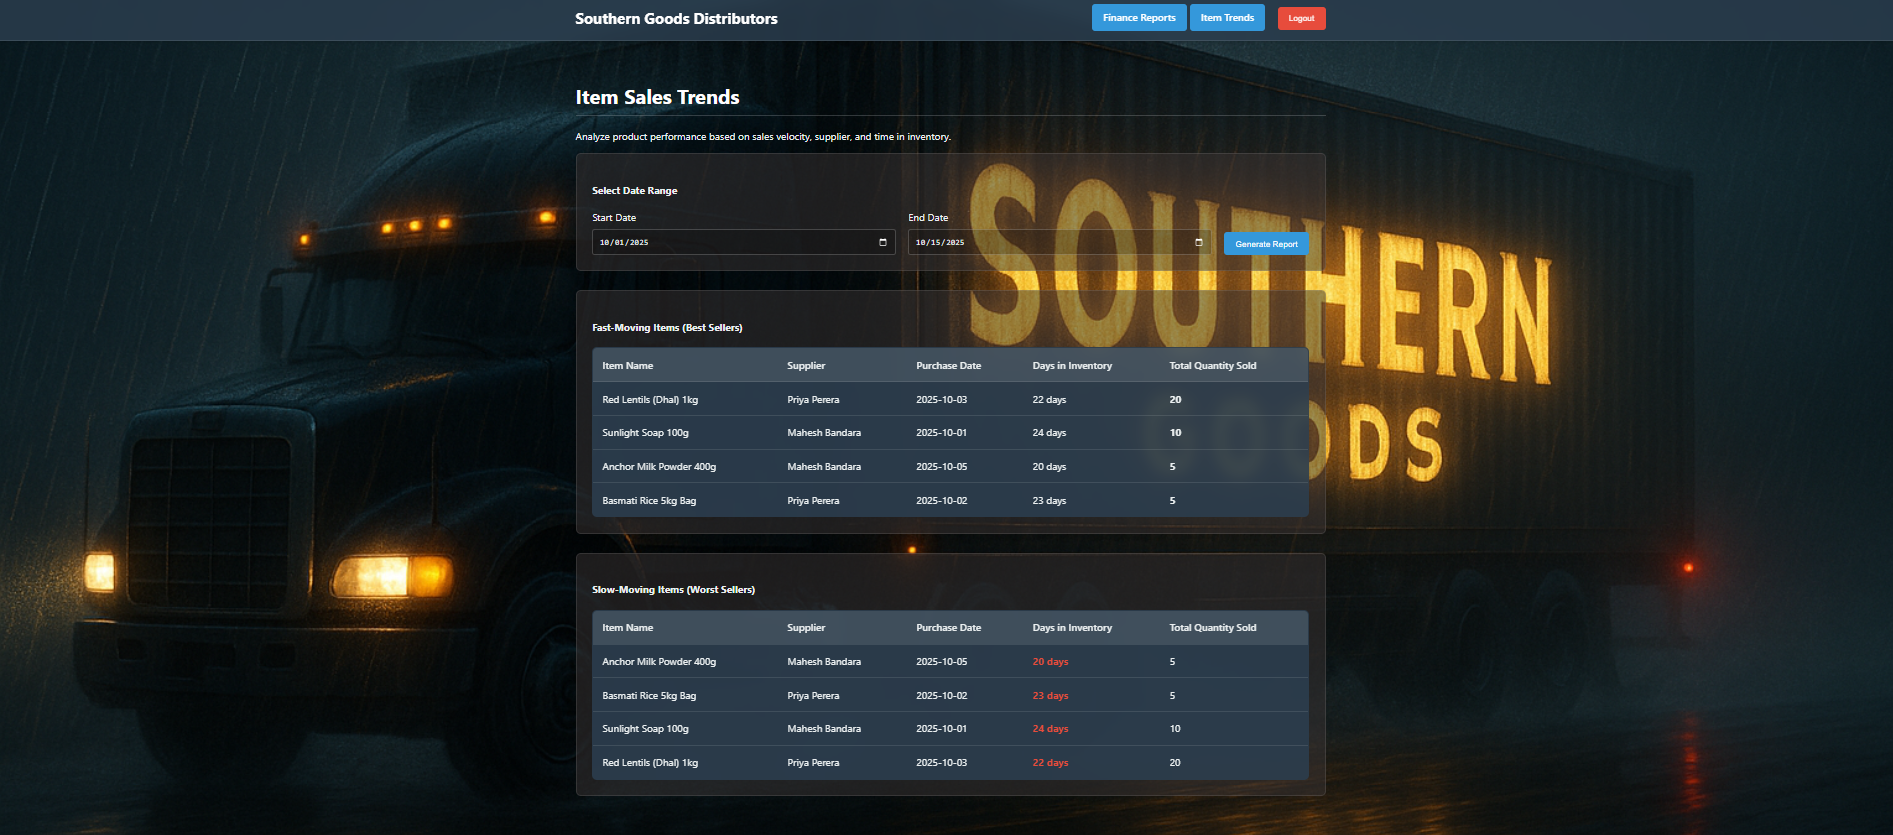 Southern Goods Distributors Finance Reports Item Trends Logout
Item Sales Trends
Analyze product performance based on sales velocity, supplier, and time in inventory.
Select Date Range
Start Date End Date
10/01/2025 10/15/2025 Generate Report
Fast-Moving Items (Best Sellers)
Item Name Supplier Purchase Date Days in Inventory Total Quantity Sold
Red Lentils (Dhal) 1kg Priya Perera 2025-10-03 22 days 20
Sunlight Soap 100g Mahesh Bandara 2025-10-01 24 days 10
Anchor Milk Powder 400g Mahesh Bandara 2025-10-05 20 days 5
Basmati Rice 5kg Bag Priya Perera 2025-10-02 23 days 5
Slow-Moving Items (Worst Sellers)
Item Name Supplier Purchase Date Days in Inventory Total Quantity Sold
Anchor Milk Powder 400g Mahesh Bandara 2025-10-05 20 days 5
Basmati Rice 5kg Bag Priya Perera 2025-10-02 23 days 5
Sunlight Soap 100g Mahesh Bandara 2025-10-01 24 days 10
Red Lentils (Dhal) 1kg Priya Perera 2025-10-03 22 days 20
SOUTHERN
GOODS